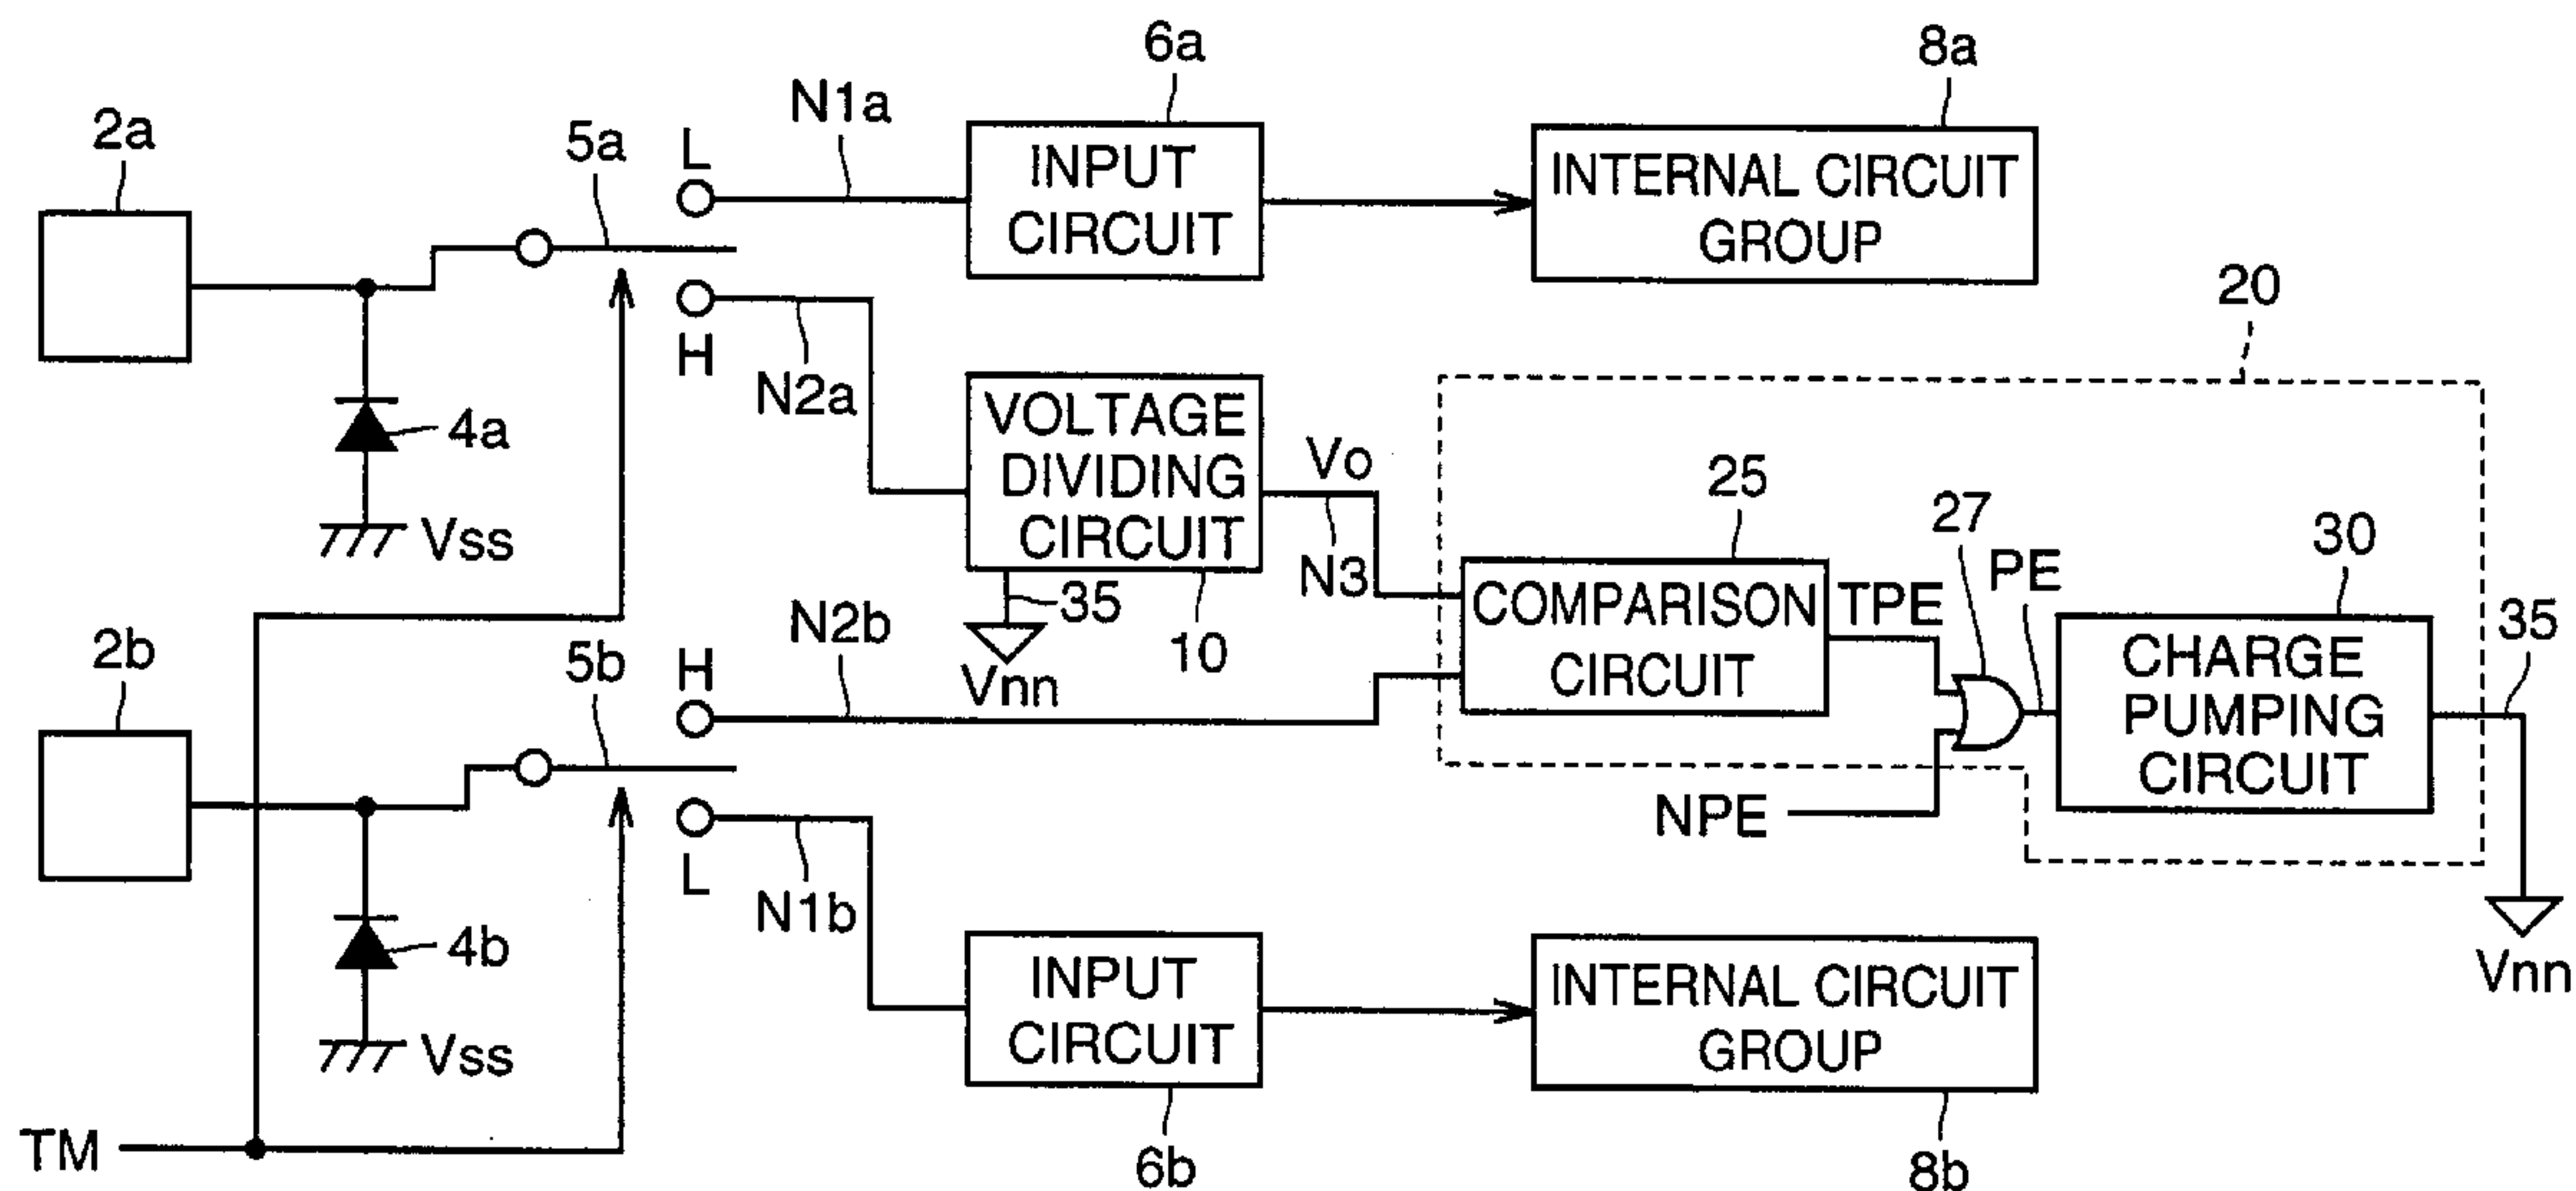 6a
8a
2a
5a
L
N1a
INPUT
CIRCUIT
INTERNAL CIRCUIT
GROUP
20
H
N2a
4a
Vss
VOLTAGE
DIVIDING
CIRCUIT
Vo
N3
35
10
Vnn
25
27
PE
30
COMPARISON
CIRCUIT
TPE
CHARGE
PUMPING
CIRCUIT
35
2b
5b
H
N2b
NPE
L
N1b
4b
Vss
INPUT
CIRCUIT
INTERNAL CIRCUIT
GROUP
Vnn
TM
6b
8b